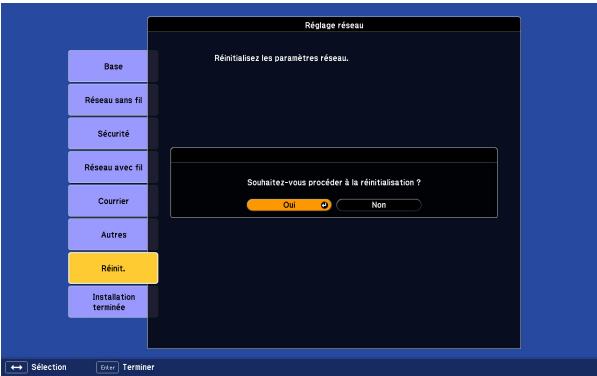 Réglage réseau
Réinitialisez les paramètres réseau.
Base
Réseau sans fil
Sécurité
Réseau avec fil
Courrier
Autres
Réinit.
Installation
terminée
Souhaitez-vous procéder à la réinitialisation ?
Oui
Non
Sélection
Enter Terminer